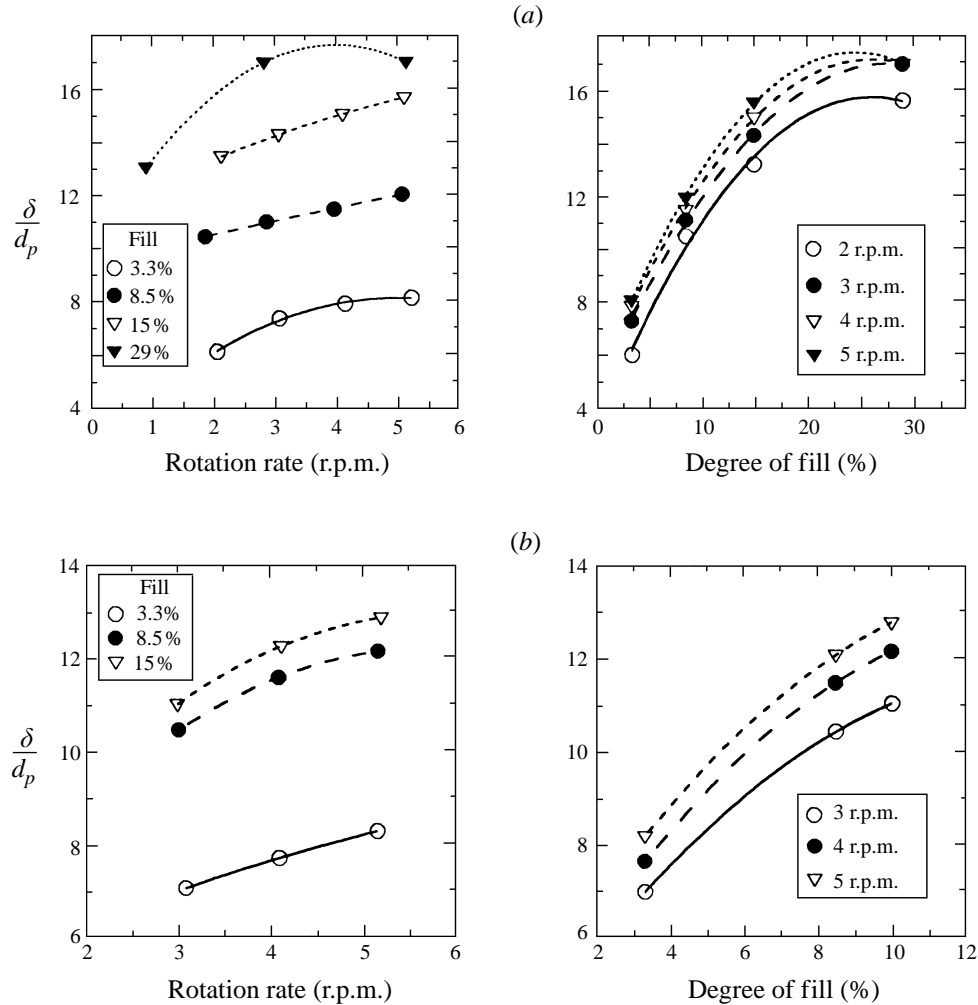 (a)
16
12
8
4
δ
d_p
Fill
3.3%
8.5%
15%
29%
0 1 2 3 4 5 6
Rotation rate (r.p.m.)
16
12
8
4
2 r.p.m.
3 r.p.m.
4 r.p.m.
5 r.p.m.
0 10 20 30
Degree of fill (%)
(b)
14
12
10
8
6
δ
d_p
Fill
3.3%
8.5%
15%
2 3 4 5 6
Rotation rate (r.p.m.)
14
12
10
8
6
3 r.p.m.
4 r.p.m.
5 r.p.m.
2 4 6 8 10 12
Degree of fill (%)